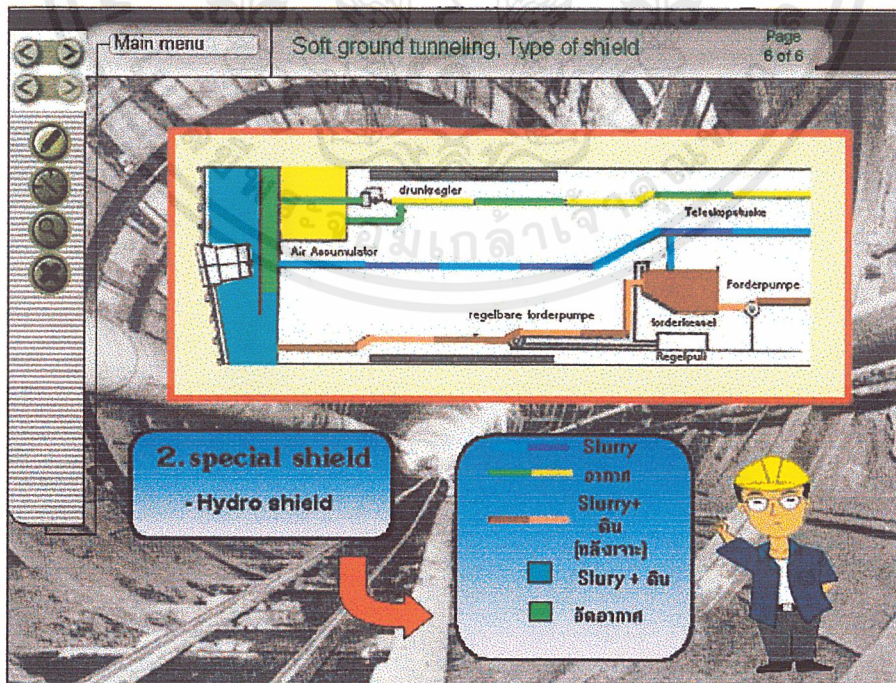 Main menu
Soft ground tunneling, Type of shield
Page
6 of 6
drunkregler
Teleskopstuske
Air Assumulator
Forderpumpe
regelbare forderpumpe
forderkessel
Regelpult
2. special shield
- Hydro shield
Slurry
อากาศ
Slurry+
ดิน
(หลังเจาะ)
Slury + ดิน
อัดอากาศ